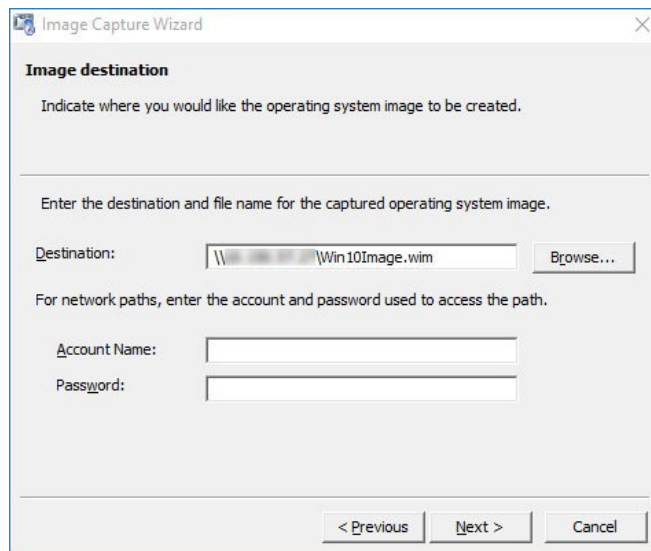 Image Capture Wizard
Image destination
Indicate where you would like the operating system image to be created.
Enter the destination and file name for the captured operating system image.
Destination:
\\ \Win10Image.wim
Browse...
For network paths, enter the account and password used to access the path.
Account Name:
Password:
< Previous
Next >
Cancel